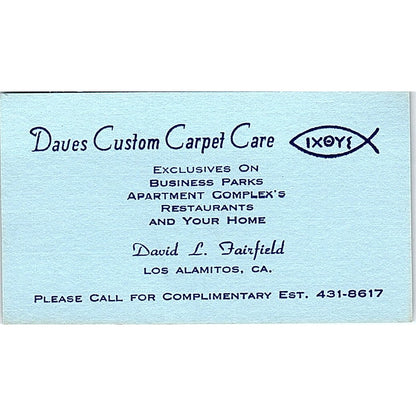 Daves Custom Carpet Care
ΙΧΘΥΣ
EXCLUSIVES ON
BUSINESS PARKS
APARTMENT COMPLEX'S
RESTAURANTS
AND YOUR HOME
David L. Fairfield
LOS ALAMITOS, CA.
PLEASE CALL FOR COMPLIMENTARY EST. 431-8617